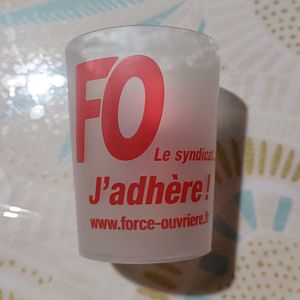 FO
Le syndicat...
J'adhère !
www.force-ouvriere.fr